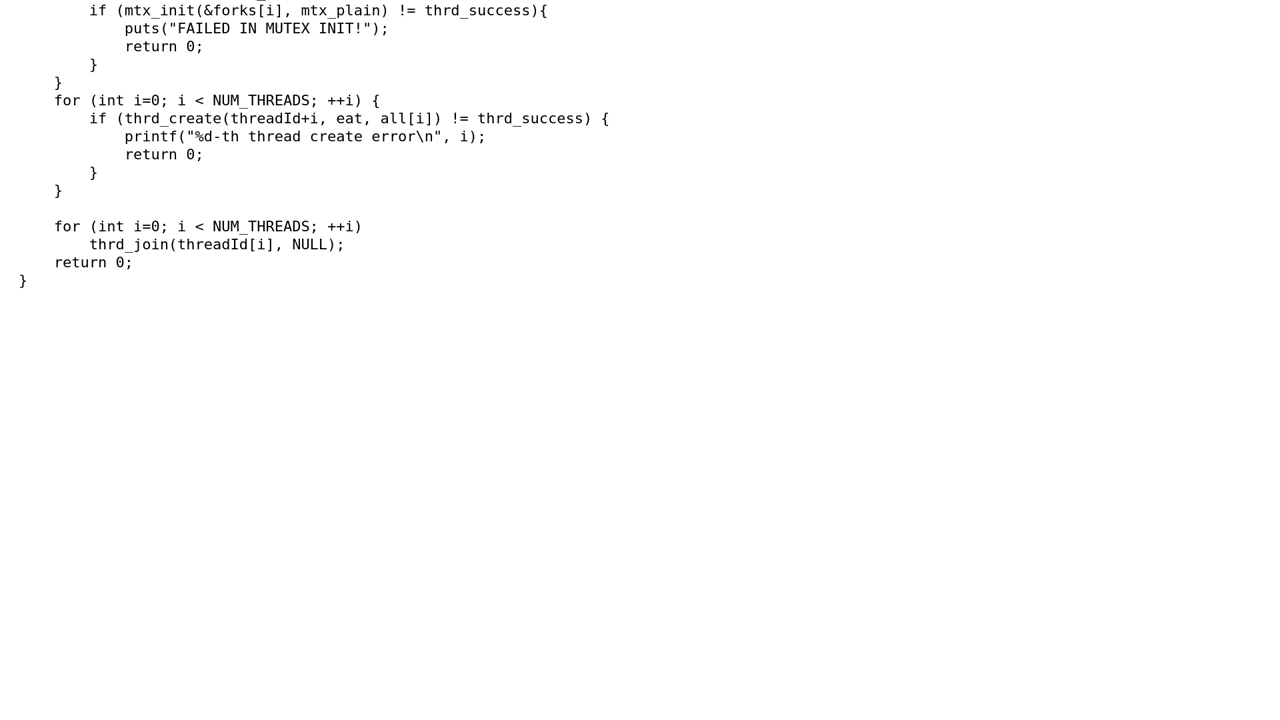 if (mtx_init(&forks[i], mtx_plain) != thrd_success){
puts("FAILED IN MUTEX INIT!");
return 0;
}
}
for (int i=0; i < NUM_THREADS; ++i) {
if (thrd_create(threadId+i, eat, all[i]) != thrd_success) {
printf("%d-th thread create error\n", i);
return 0;
}
}
for (int i=0; i < NUM_THREADS; ++i)
thrd_join(threadId[i], NULL);
return 0;
}